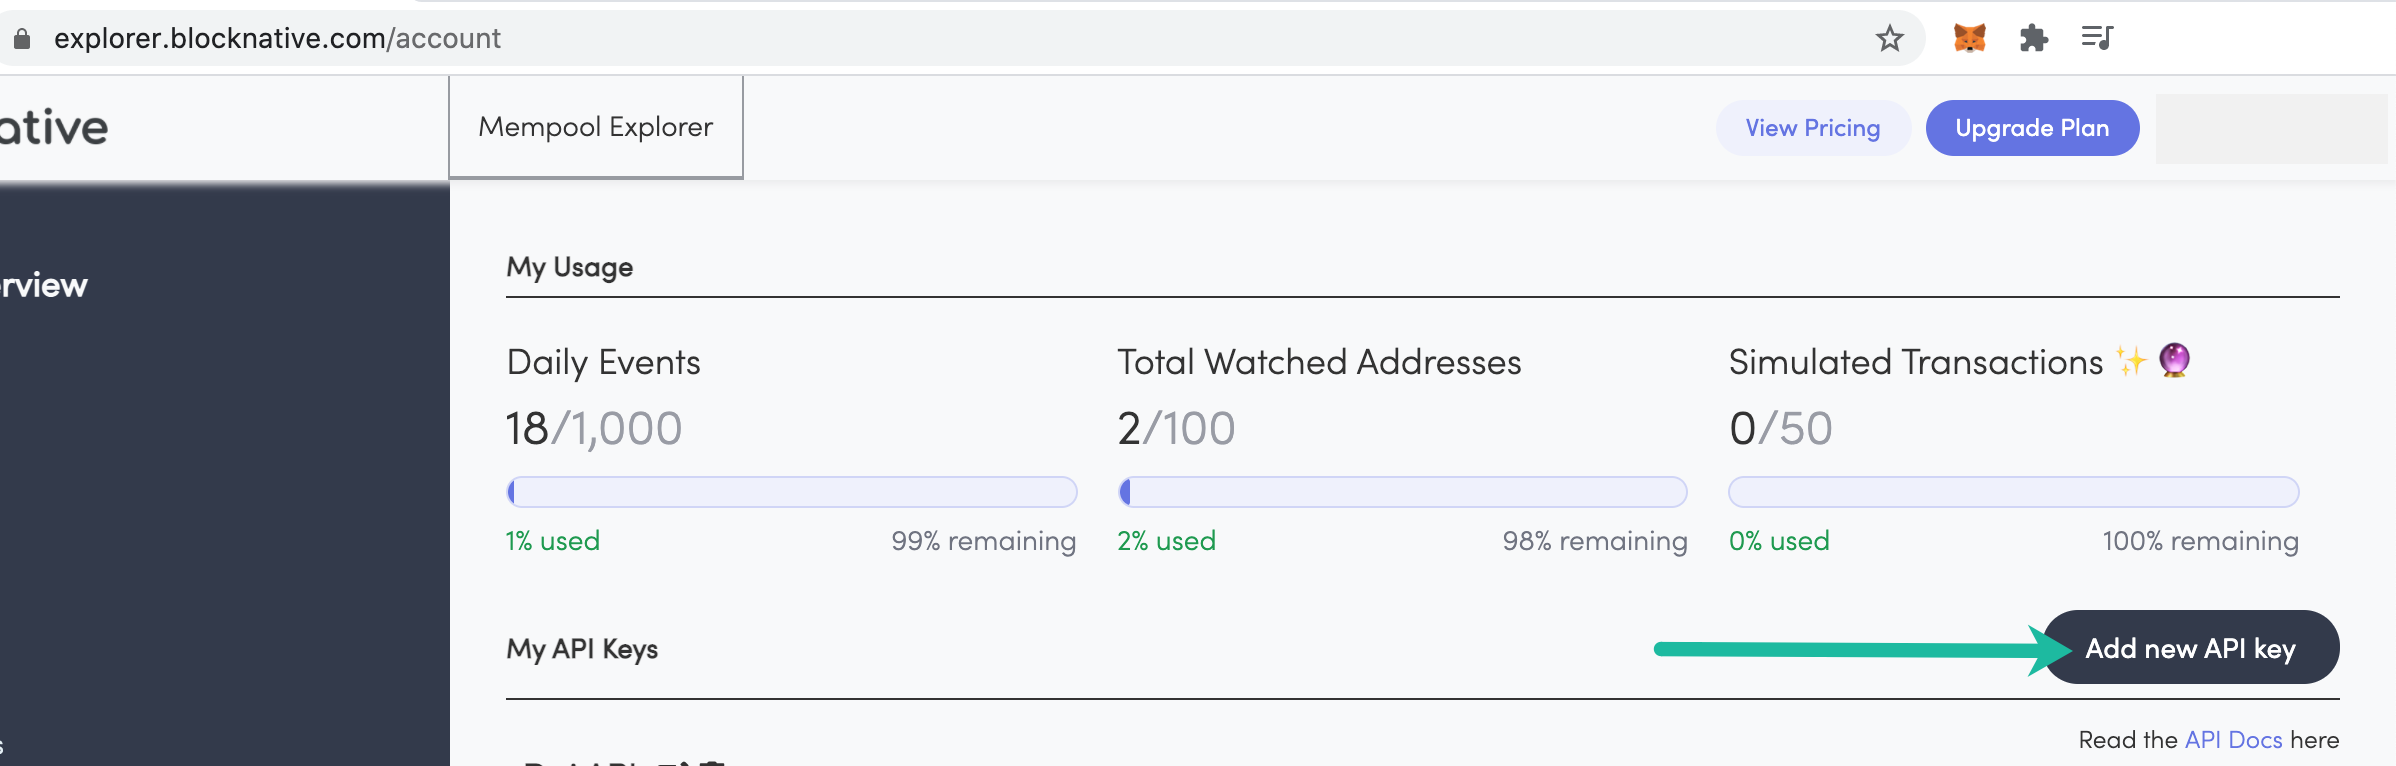 explorer.blocknative.com/account
ative
Mempool Explorer
View Pricing
Upgrade Plan
rview
My Usage
Daily Events
18/1,000
1% used
99% remaining
Total Watched Addresses
2/100
2% used
98% remaining
Simulated Transactions ✨🔮
0/50
0% used
100% remaining
My API Keys
Add new API key
s
Read the API Docs here